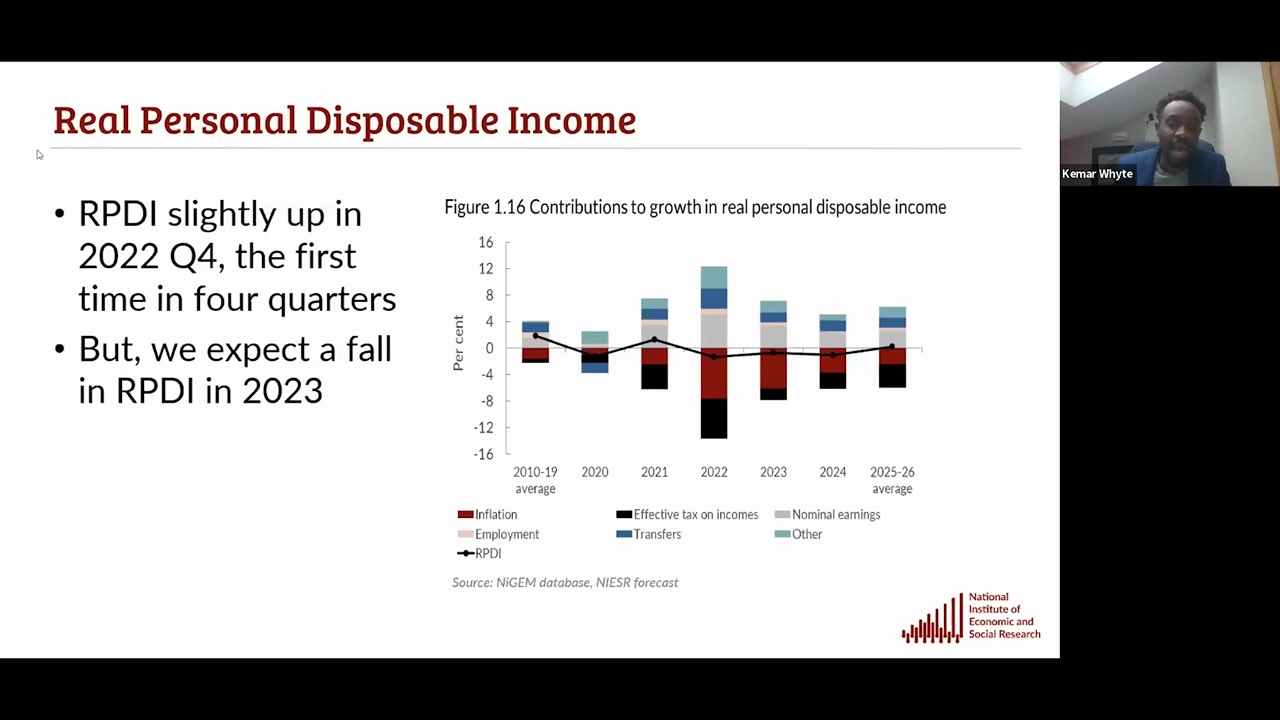 Real Personal Disposable Income
• RPDI slightly up in
2022 Q4, the first
time in four quarters
• But, we expect a fall
in RPDI in 2023
Figure 1.16 Contributions to growth in real personal disposable income
Per cent
16
12
8
4
0
-4
-8
-12
-16
2010-19 average
2020
2021
2022
2023
2024
2025-26 average
Inflation
Effective tax on incomes
Nominal earnings
Employment
Transfers
Other
RPDI
Source: NiGEM database, NIESR forecast
National
Institute of
Economic and
Social Research
Kemar Whyte